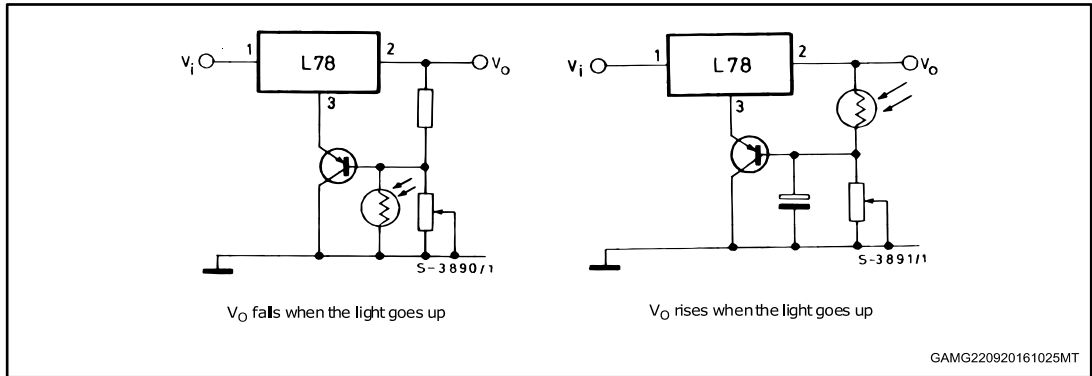 Vi
1
L78
2
VO
3
S-3890/1
VO falls when the light goes up
Vi
1
L78
2
VO
3
S-3891/1
VO rises when the light goes up
GAMG220920161025MT